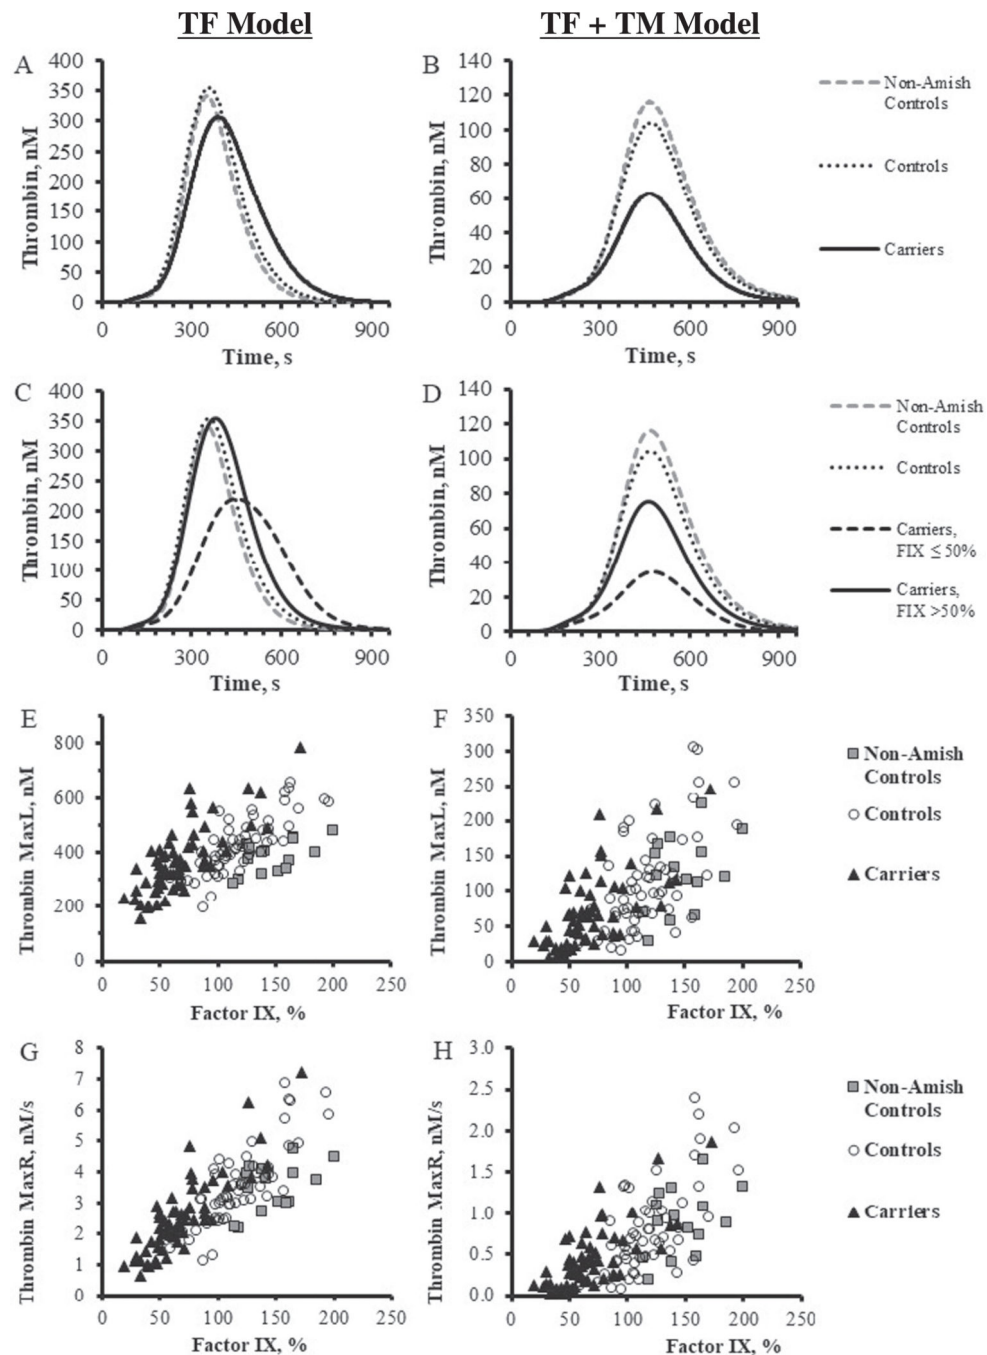 TF Model
TF + TM Model
A
400
350
300
250
200
150
100
50
0
Thrombin, nM
0 300 600 900
Time, s
B
140
120
100
80
60
40
20
0
Thrombin, nM
0 300 600 900
Time, s
Non-Amish
Controls
Controls
Carriers
C
400
350
300
250
200
150
100
50
0
Thrombin, nM
0 300 600 900
Time, s
D
140
120
100
80
60
40
20
0
Thrombin, nM
0 300 600 900
Time, s
Non-Amish
Controls
Controls
Carriers,
FIX ≤ 50%
Carriers,
FIX >50%
E
800
600
400
200
0
Thrombin MaxL, nM
0 50 100 150 200 250
Factor IX, %
F
350
300
250
200
150
100
50
0
Thrombin MaxL, nM
0 50 100 150 200 250
Factor IX, %
Non-Amish
Controls
Controls
Carriers
G
8
7
6
5
4
3
2
1
0
Thrombin MaxR, nM/s
0 50 100 150 200 250
Factor IX, %
H
3.0
2.5
2.0
1.5
1.0
0.5
0.0
Thrombin MaxR, nM/s
0 50 100 150 200 250
Factor IX, %
Non-Amish
Controls
Controls
Carriers